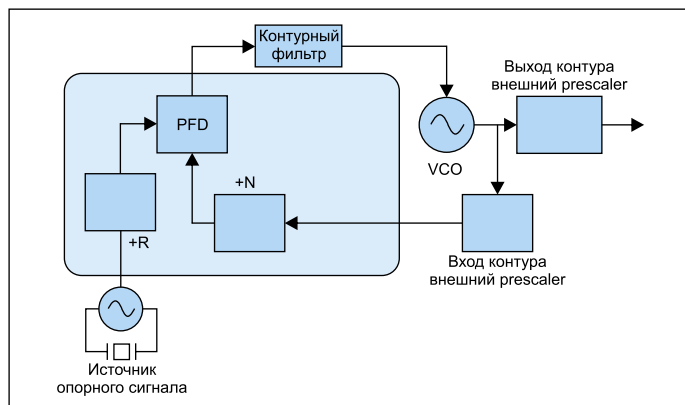 Контурный
фильтр
Выход контура
внешний prescaler
PFD
VCO
+N
+R
Вход контура
внешний prescaler
Источник
опорного сигнала